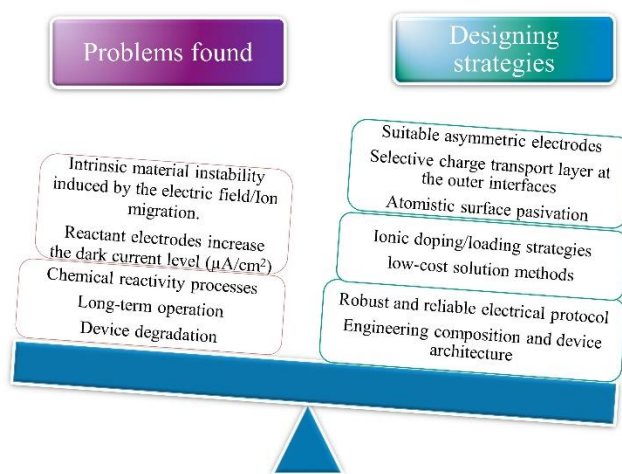 Problems found
Designing
strategies
Intrinsic material instability
induced by the electric field/Ion
migration.
Reactant electrodes increase
the dark current level (µA/cm²)
Chemical reactivity processes
Long-term operation
Device degradation
Suitable asymmetric electrodes
Selective charge transport layer at
the outer interfaces
Atomistic surface pasivation
Ionic doping/loading strategies
low-cost solution methods
Robust and reliable electrical protocol
Engineering composition and device
architecture